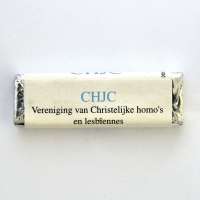 CHJC
Vereniging van Christelijke homo's
en lesbiennes